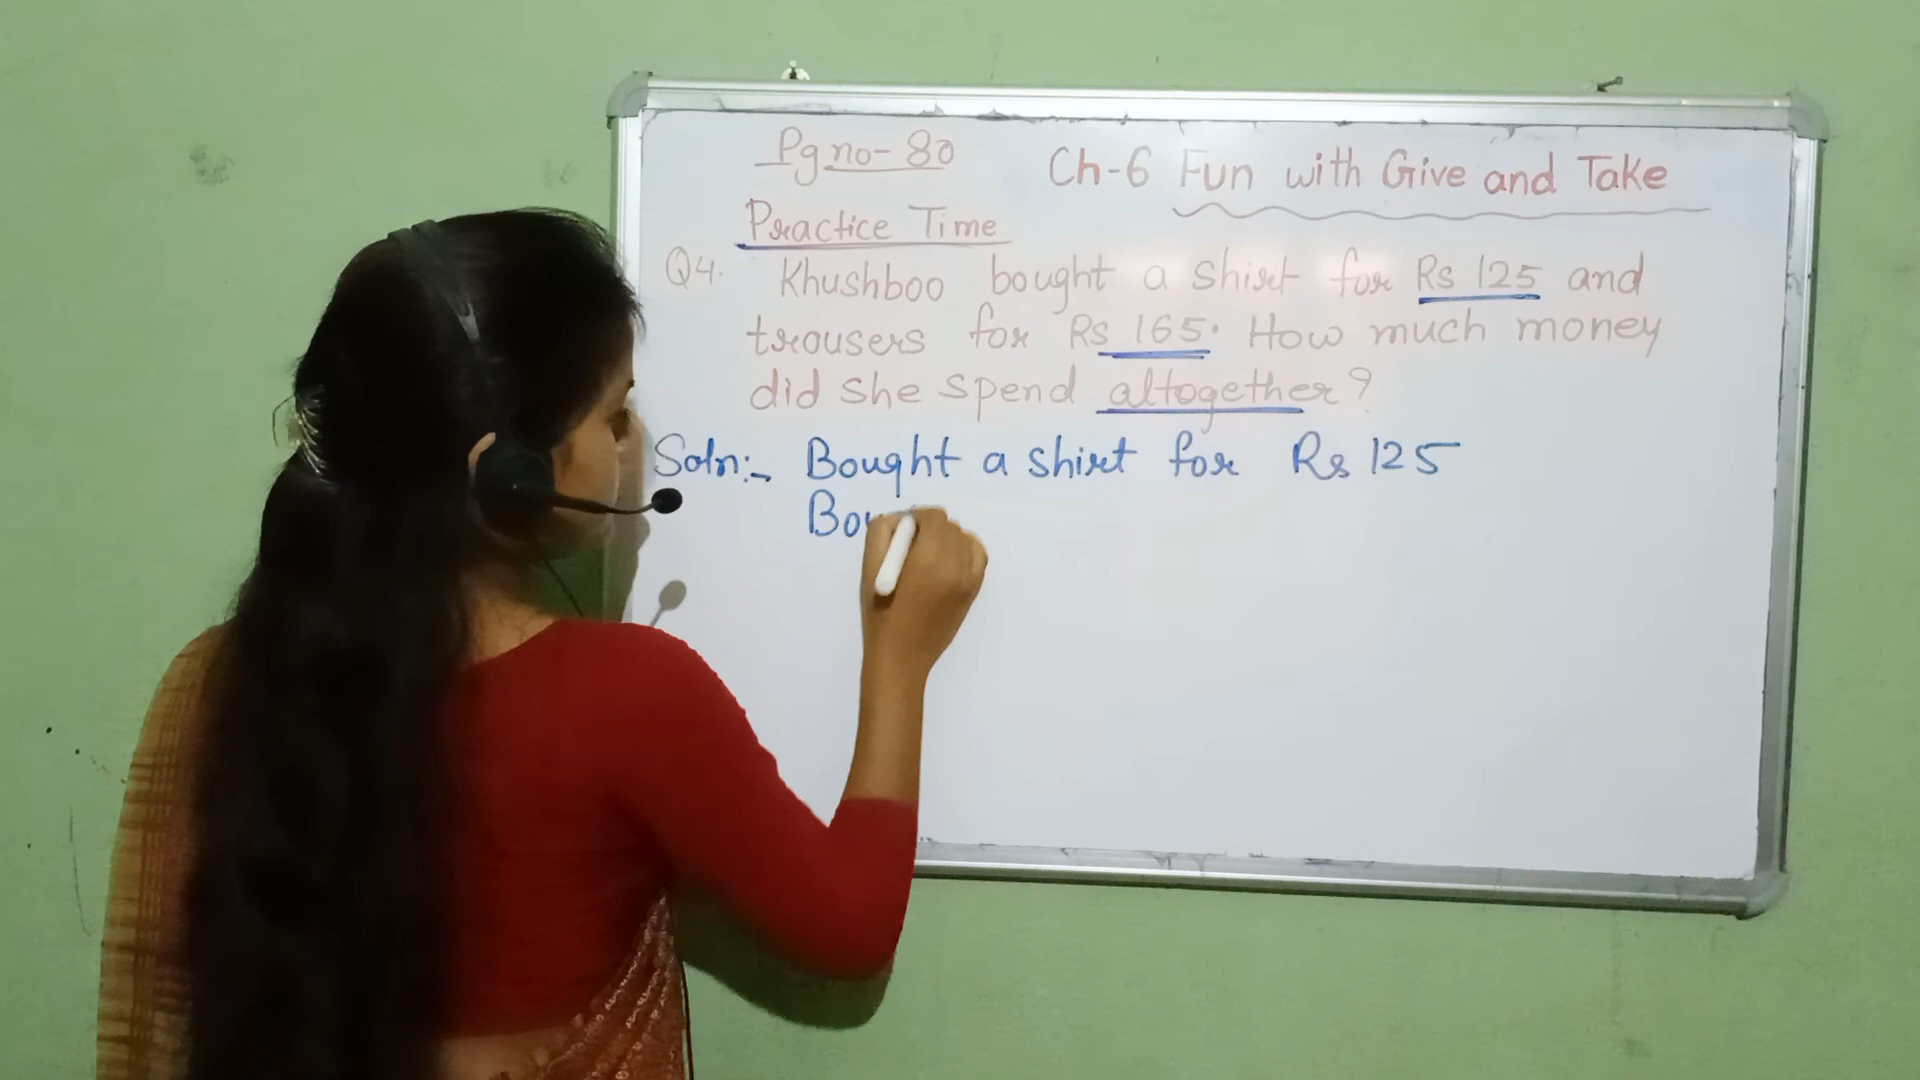 Pg no- 80
Ch-6 Fun with Give and Take
Practice Time
Q4. Khushboo bought a shirt for Rs 125 and
trousers for Rs 165. How much money
did she spend altogether?
Soln:- Bought a shirt for Rs 125
Bou